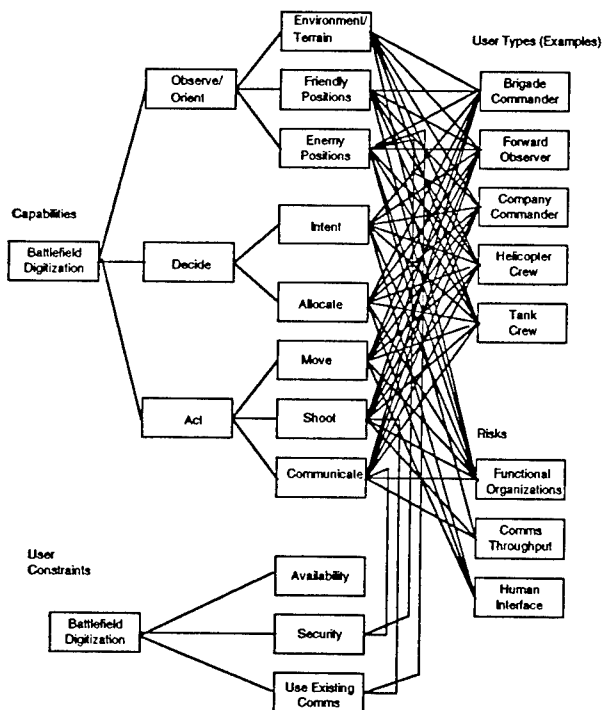 Environment/
Terrain
User Types (Examples)
Observe/
Orient
Friendly
Positions
Brigade
Commander
Enemy
Positions
Forward
Observer
Capabilities
Company
Commander
Intent
Battlefield
Digitization
Decide
Helicopter
Crew
Allocate
Tank
Crew
Move
Act
Shoot
Risks
Communicate
Functional
Organizations
User
Constraints
Comms
Throughput
Availability
Human
Interface
Battlefield
Digitization
Security
Use Existing
Comms